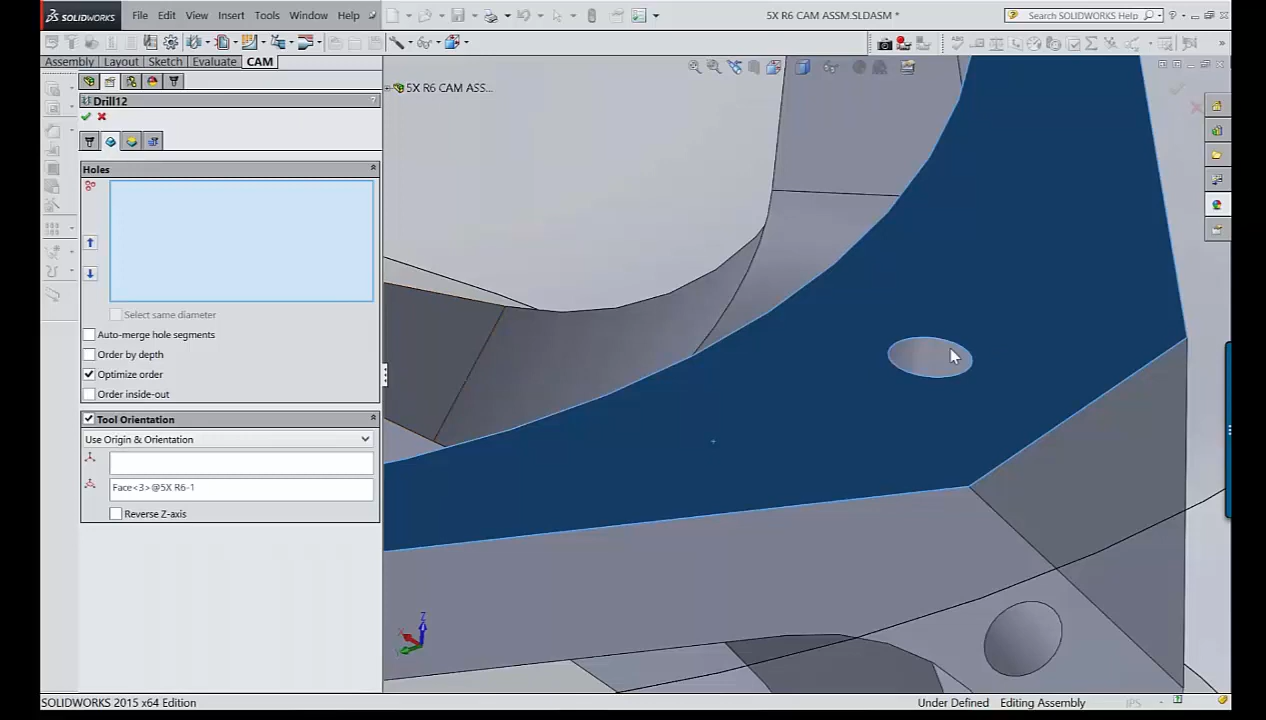 SOLIDWORKS
File Edit View Insert Tools Window Help
5X R6 CAM ASSM.SLDASM *
Search SOLIDWORKS Help
Assembly Layout Sketch Evaluate CAM
5X R6 CAM ASS...
Drill12
Holes
Select same diameter
Auto-merge hole segments
Order by depth
Optimize order
Order inside-out
Tool Orientation
Use Origin & Orientation
Face<3>@5X R6-1
Reverse Z-axis
Z
X
Y
SOLIDWORKS 2015 x64 Edition
Under Defined
Editing Assembly
IPS